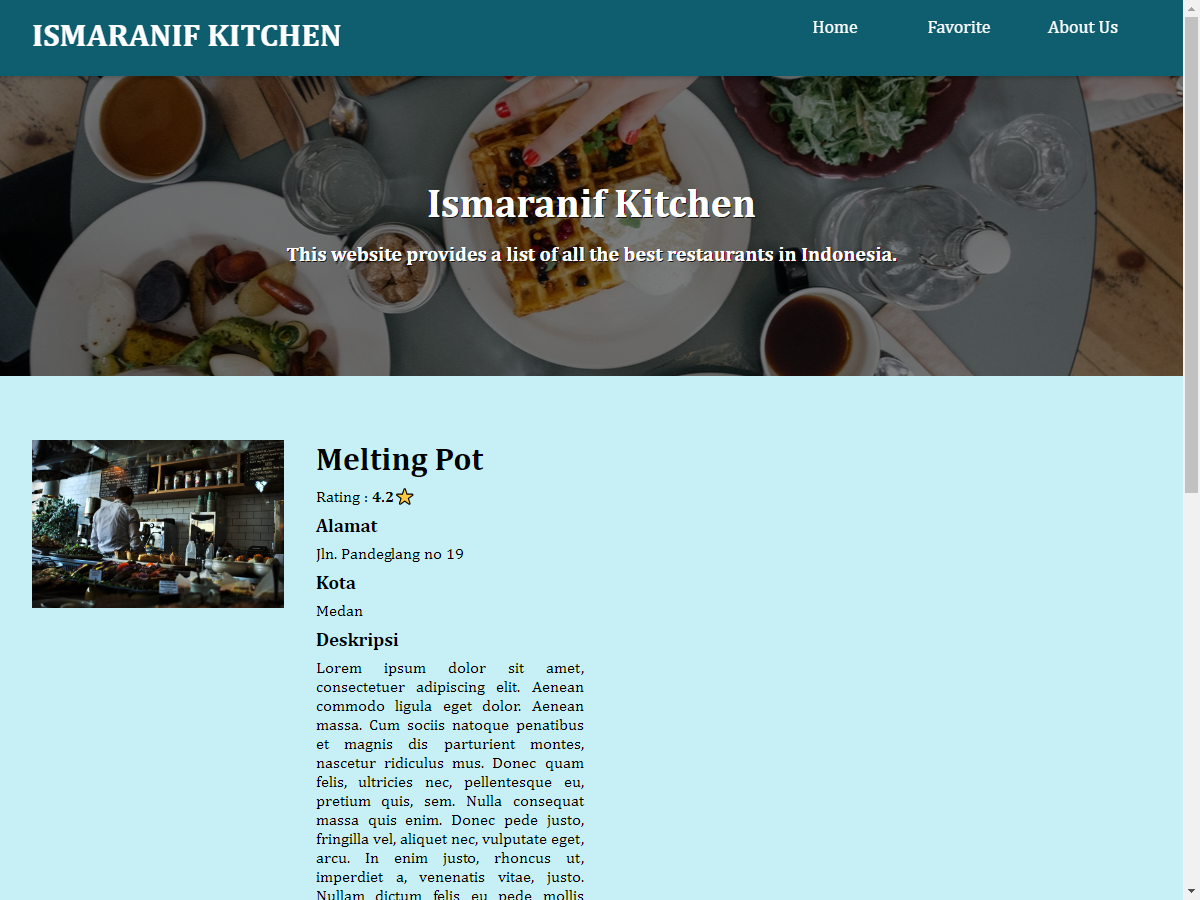 ISMARANIF KITCHEN
Home Favorite About Us
Ismaranif Kitchen
This website provides a list of all the best restaurants in Indonesia.
Melting Pot
Rating : 4.2
Alamat
Jln. Pandeglang no 19
Kota
Medan
Deskripsi
Lorem ipsum dolor sit amet,
consectetuer adipiscing elit. Aenean
commodo ligula eget dolor. Aenean
massa. Cum sociis natoque penatibus
et magnis dis parturient montes,
nascetur ridiculus mus. Donec quam
felis, ultricies nec, pellentesque eu,
pretium quis, sem. Nulla consequat
massa quis enim. Donec pede justo,
fringilla vel, aliquet nec, vulputate eget,
arcu. In enim justo, rhoncus ut,
imperdiet a, venenatis vitae, justo.
Nullam dictum felis eu pede mollis